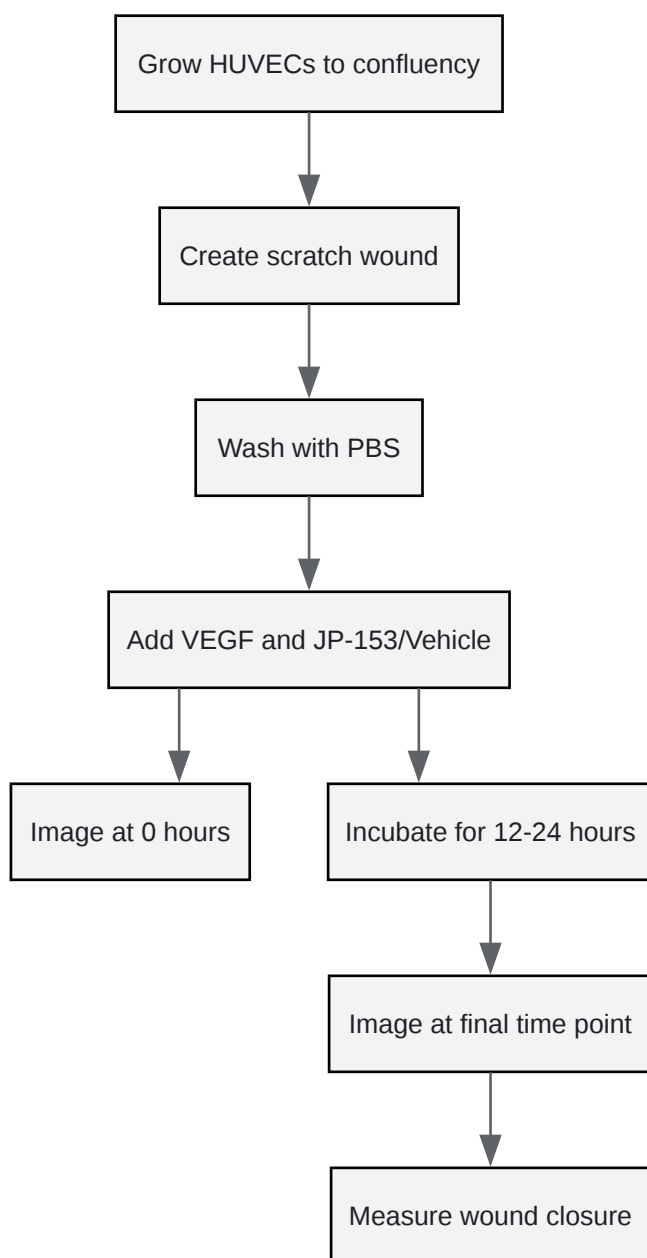 Grow HUVECs to confluency
Create scratch wound
Wash with PBS
Add VEGF and JP-153/Vehicle
Image at 0 hours
Incubate for 12-24 hours
Image at final time point
Measure wound closure